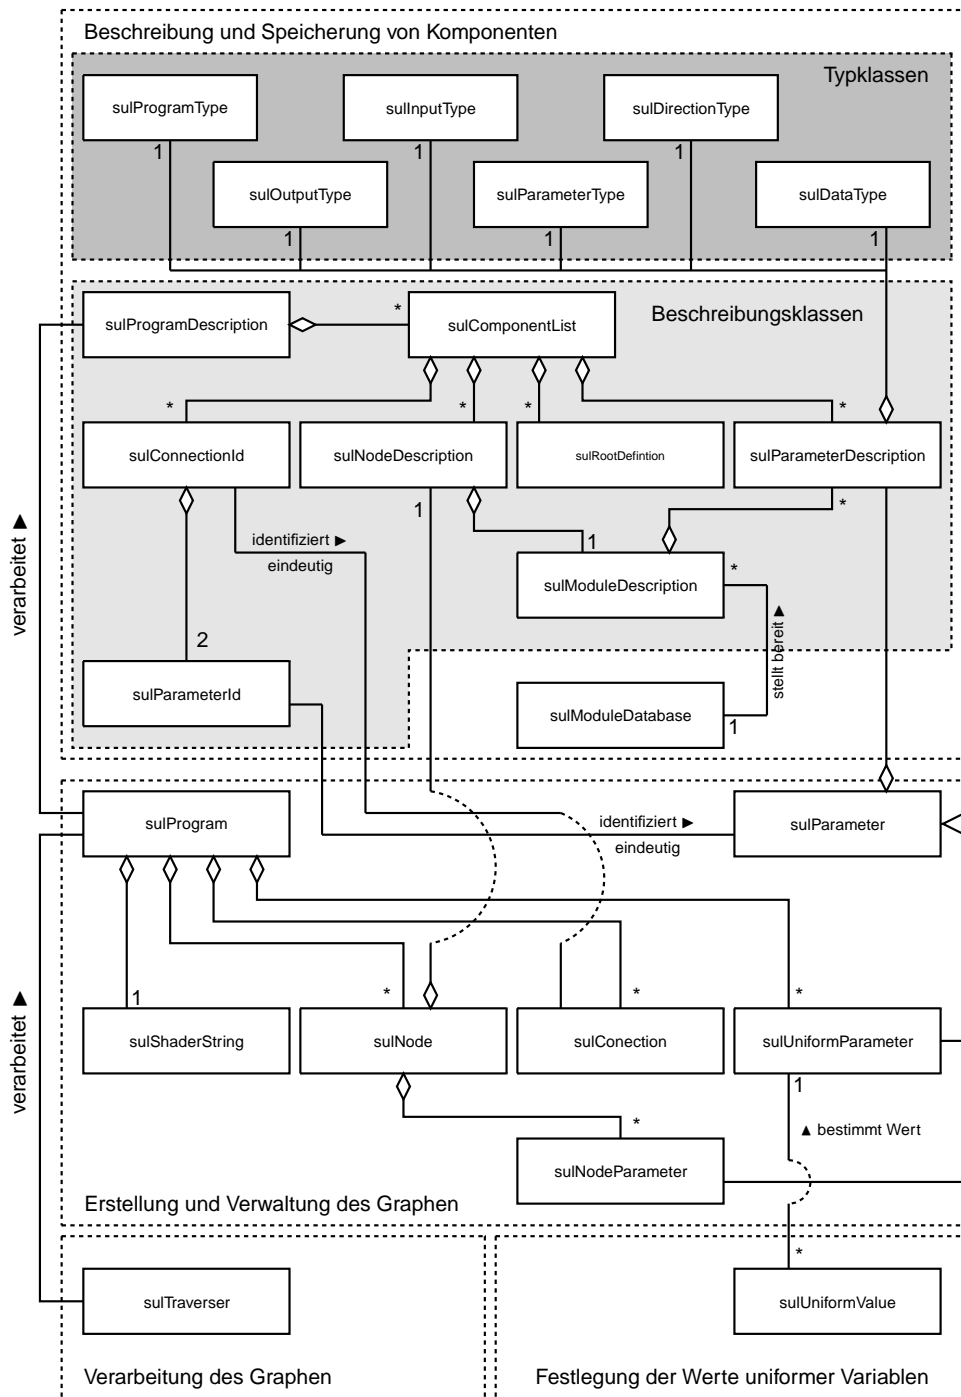 Beschreibung und Speicherung von Komponenten
Typklassen
sulProgramType
sulInputType
sulDirectionType
1
1
1
sulOutputType
sulParameterType
sulDataType
1
1
1
Beschreibungsklassen
sulProgramDescription
*
sulComponentList
*
*
*
*
sulConnectionId
sulNodeDescription
sulRootDefintion
sulParameterDescription
1
*
identifiziert ►
eindeutig
1
sulModuleDescription
*
verarbeitet ►
stellt bereit ►
2
sulParameterId
sulModuleDatabase
1
sulProgram
identifiziert ►
eindeutig
sulParameter
verarbeitet ►
1
*
*
*
sulShaderString
sulNode
sulConection
sulUniformParameter
1
▲ bestimmt Wert
*
sulNodeParameter
Erstellung und Verwaltung des Graphen
*
sulTraverser
sulUniformValue
Verarbeitung des Graphen
Festlegung der Werte uniformer Variablen